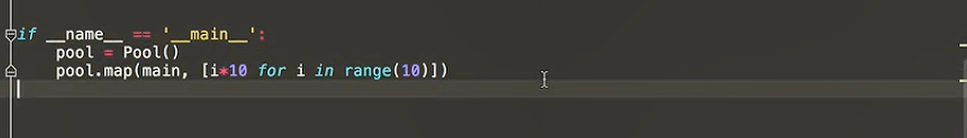 if __name__ == '__main__':
    pool = Pool()
    pool.map(main, [i*10 for i in range(10)])